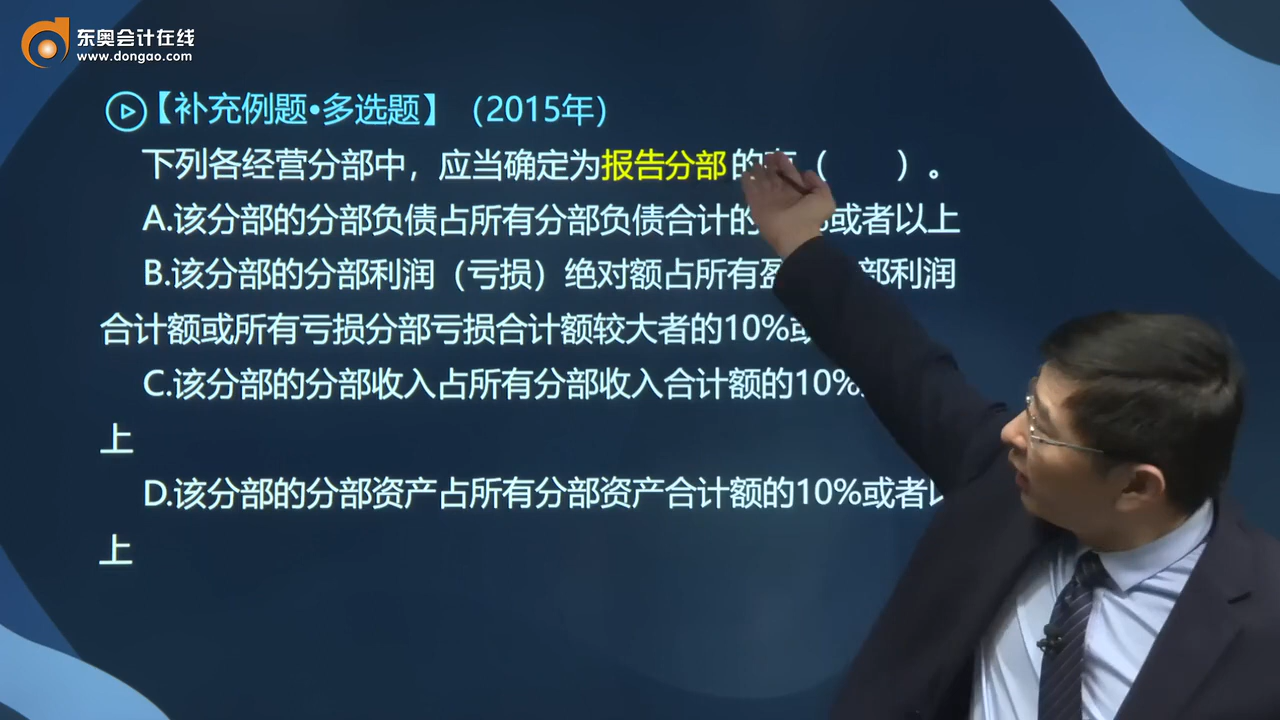 东奥会计在线
www.dongao.com
【补充例题•多选题】（2015年）
下列各经营分部中，应当确定为报告分部的（ ）。
A.该分部的分部负债占所有分部负债合计的 或者以上
B.该分部的分部利润（亏损）绝对额占所有 部利润
合计额或所有亏损分部亏损合计额较大者的10%
C.该分部的分部收入占所有分部收入合计额的10%
上
D.该分部的分部资产占所有分部资产合计额的10%或者
上